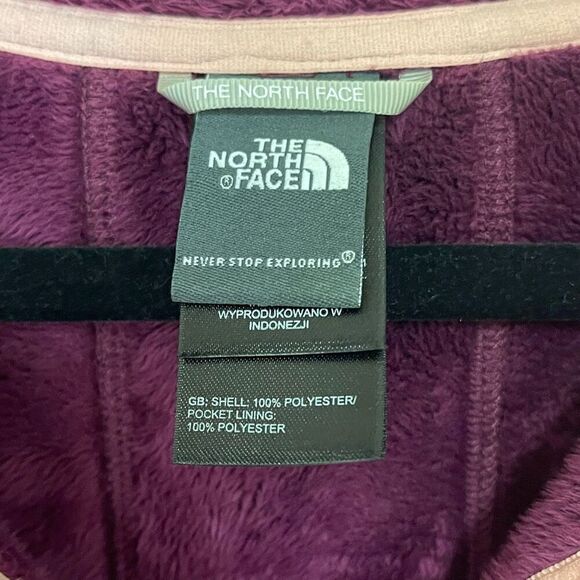 THE NORTH FACE
THE
NORTH
®FACE
NEVER STOP EXPLORING®
WYPRODUKOWANO W
INDONEZJI
GB: SHELL: 100% POLYESTER/
POCKET LINING:
100% POLYESTER